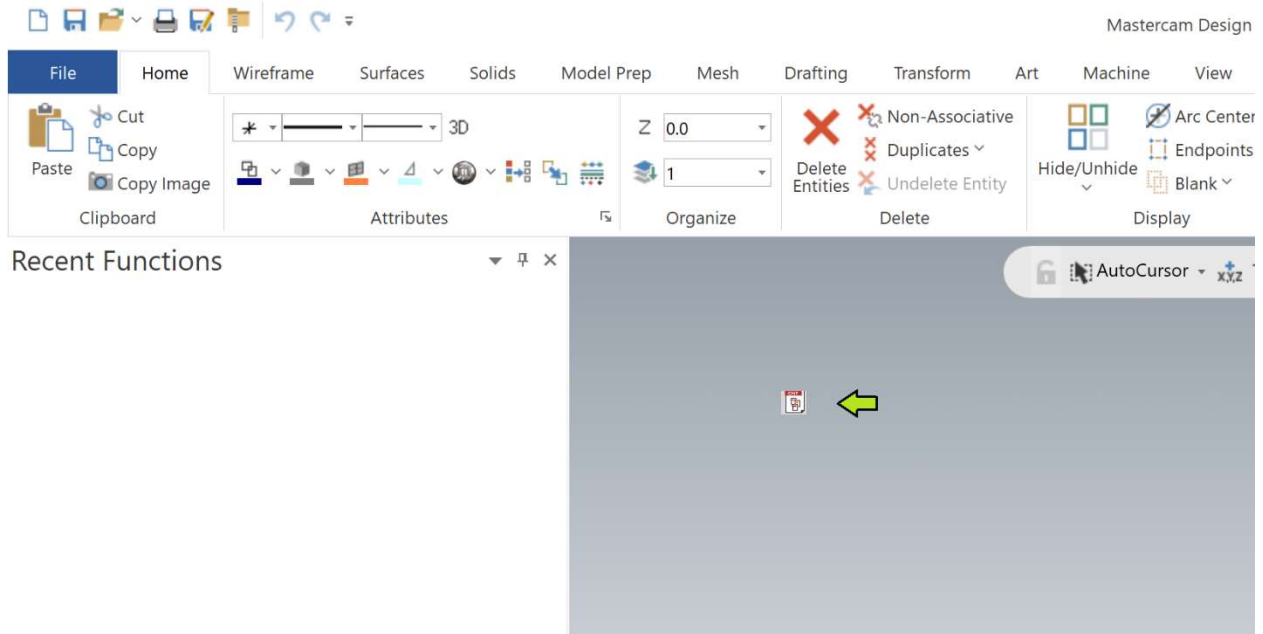 Mastercam Design
File Home Wireframe Surfaces Solids Model Prep Mesh Drafting Transform Art Machine View
Paste
Cut
Copy
Copy Image
Clipboard
3D
Attributes
Z 0.0
1
Organize
Delete
Entities
Non-Associative
Duplicates
Undelete Entity
Delete
Hide/Unhide
Arc Center
Endpoints
Blank
Display
Recent Functions
AutoCursor
X,Y,Z